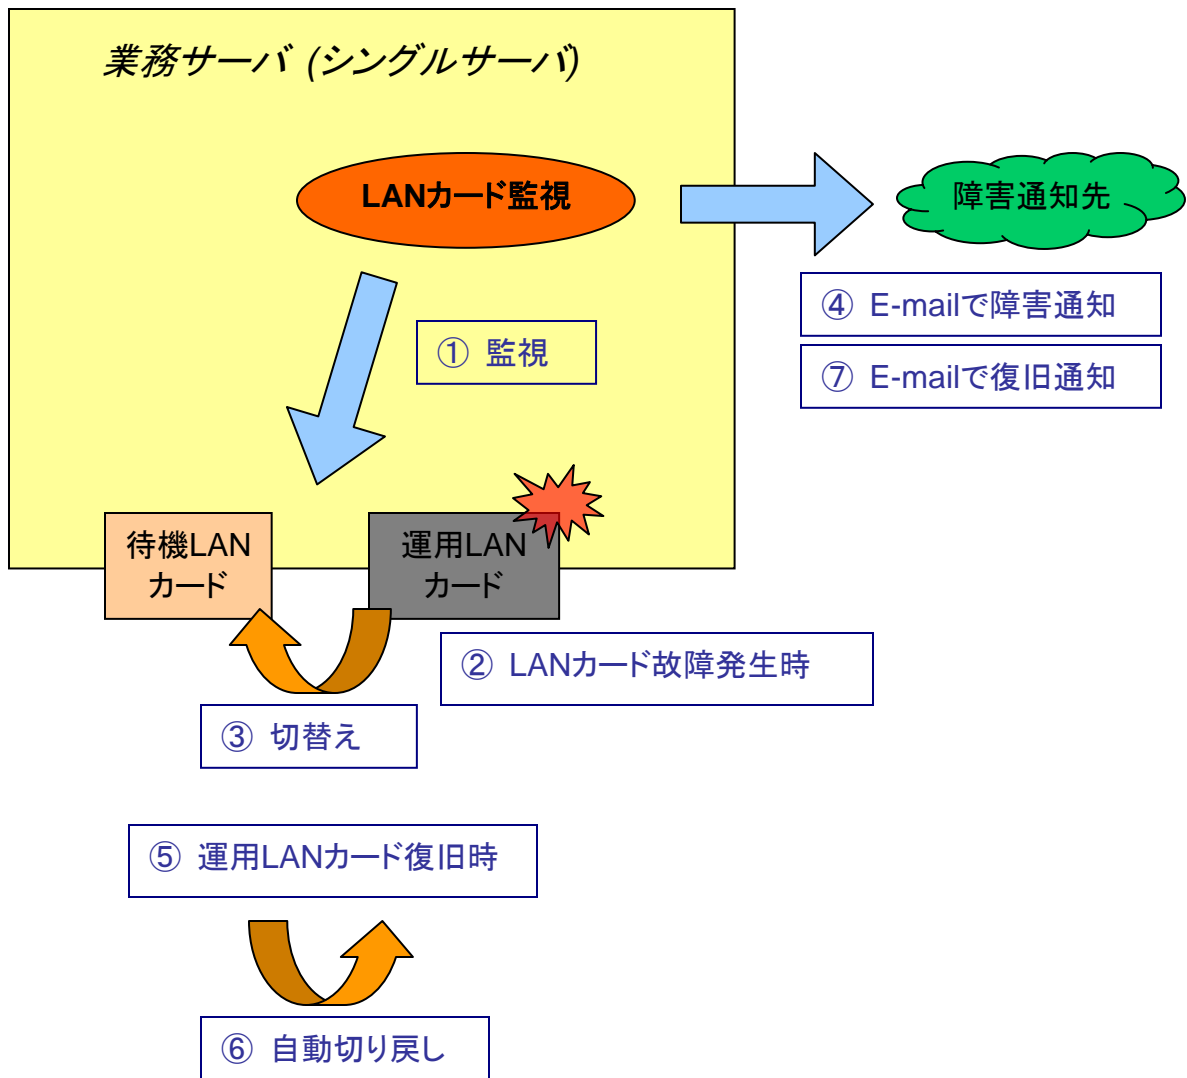 業務サーバ (シングルサーバ)
LANカード監視
障害通知先
④ E-mailで障害通知
① 監視
⑦ E-mailで復旧通知
待機LAN
カード
運用LAN
カード
② LANカード故障発生時
③ 切替え
⑤ 運用LANカード復旧時
⑥ 自動切り戻し